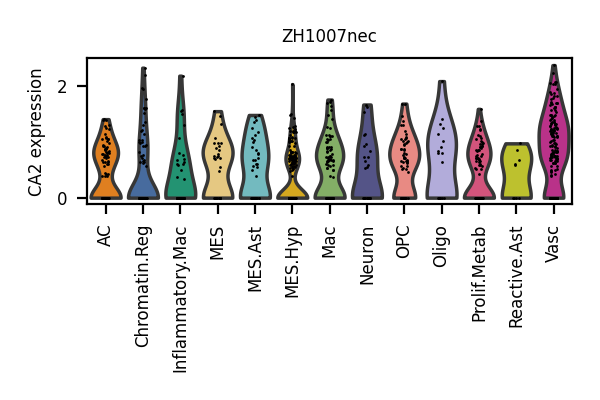 ZH1007nec
CA2 expression
2
0
AC
Chromatin.Reg
Inflammatory.Mac
MES
MES.Ast
MES.Hyp
Mac
Neuron
OPC
Oligo
Prolif.Metab
Reactive.Ast
Vasc